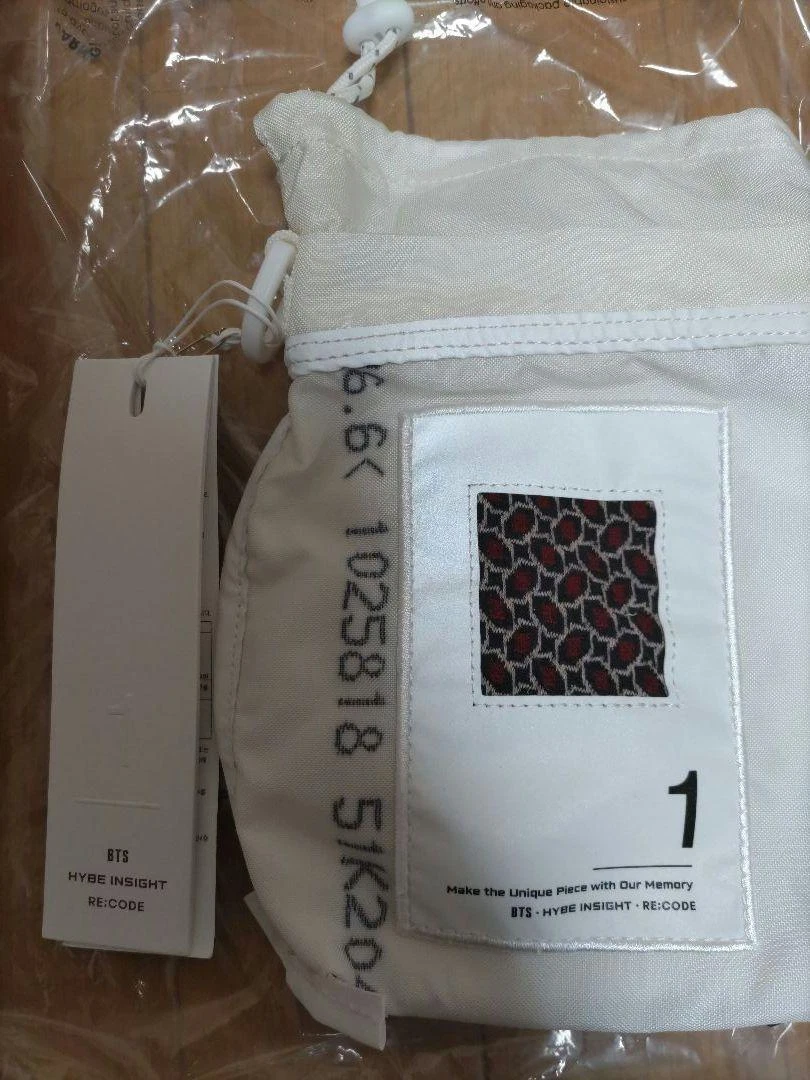 6.6< 1025818 51K20
1
Make the Unique Piece with Our Memory
BTS · HYBE INSIGHT · RE:CODE
BTS
HYBE INSIGHT
RE:CODE